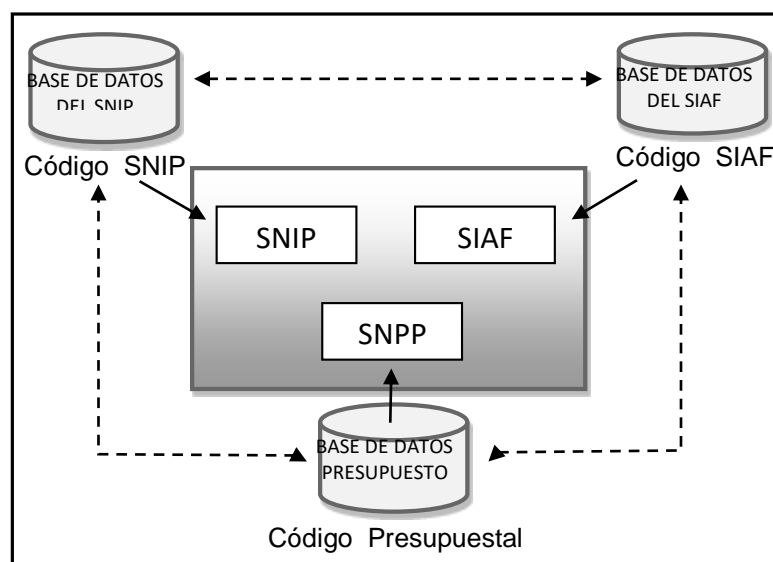 BASE DE DATOS
DEL SNIP
BASE DE DATOS
DEL SIAF
Código SNIP
Código SIAF
SNIP
SIAF
SNPP
BASE DE DATOS
PRESUPUESTO
Código Presupuestal